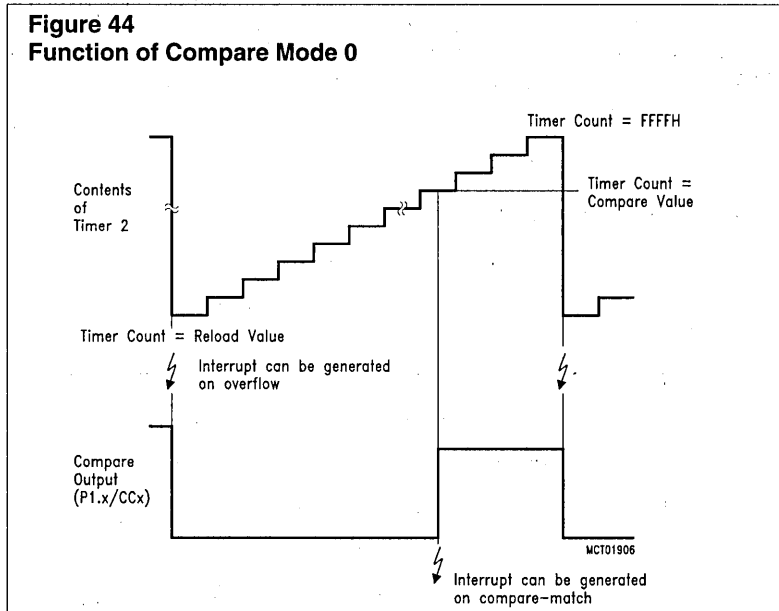 Figure 44
Function of Compare Mode 0
Timer Count = FFFFH
Contents
of
Timer 2
Timer Count =
Compare Value
Timer Count = Reload Value
Interrupt can be generated
on overflow
Compare
Output
(P1.x/CCx)
MCT01906
Interrupt can be generated
on compare-match